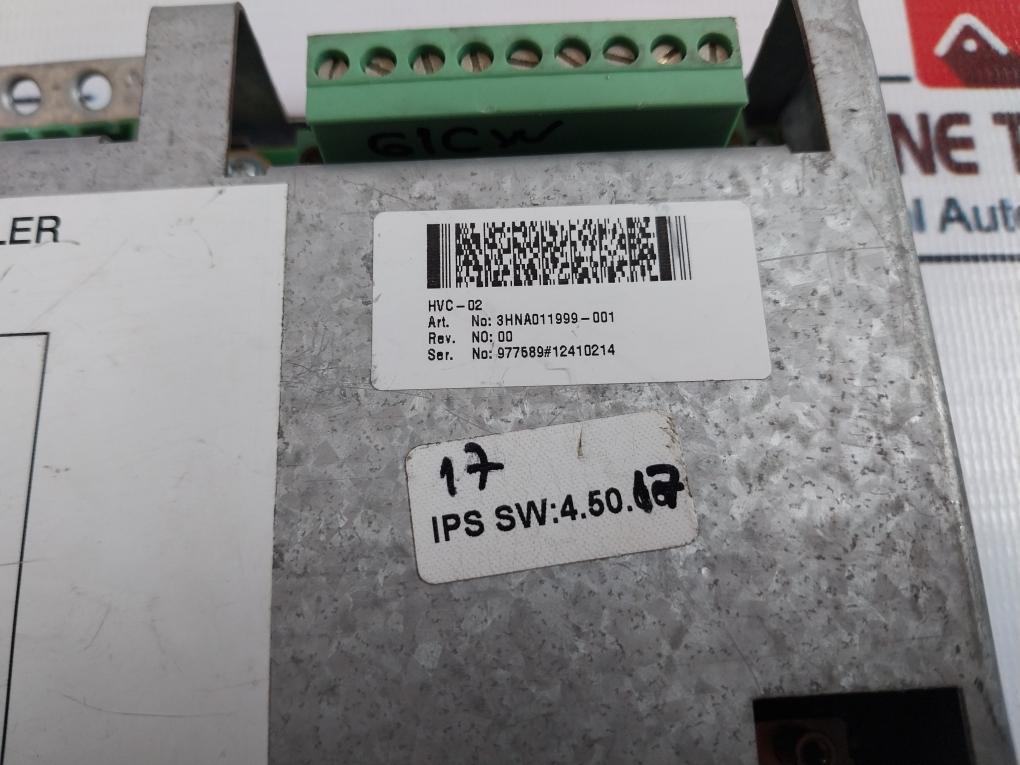 G1CW
LER
NE T
l Auto
HVC-02
Art. No: 3HNA011999-001
Rev. NO: 00
Ser. No: 977589#12410214
17
IPS SW:4.50.17